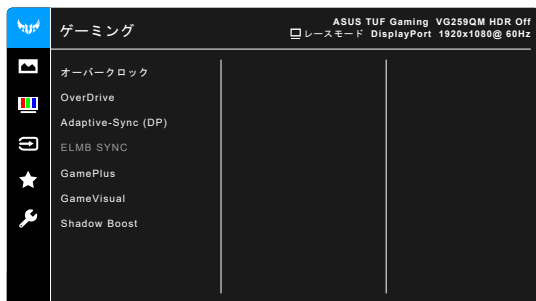 ゲーミング
ASUS TUF Gaming VG259QM HDR Off
レースモード DisplayPort 1920x1080@ 60Hz
オーバークロック
OverDrive
Adaptive-Sync (DP)
ELMB SYNC
GamePlus
GameVisual
Shadow Boost